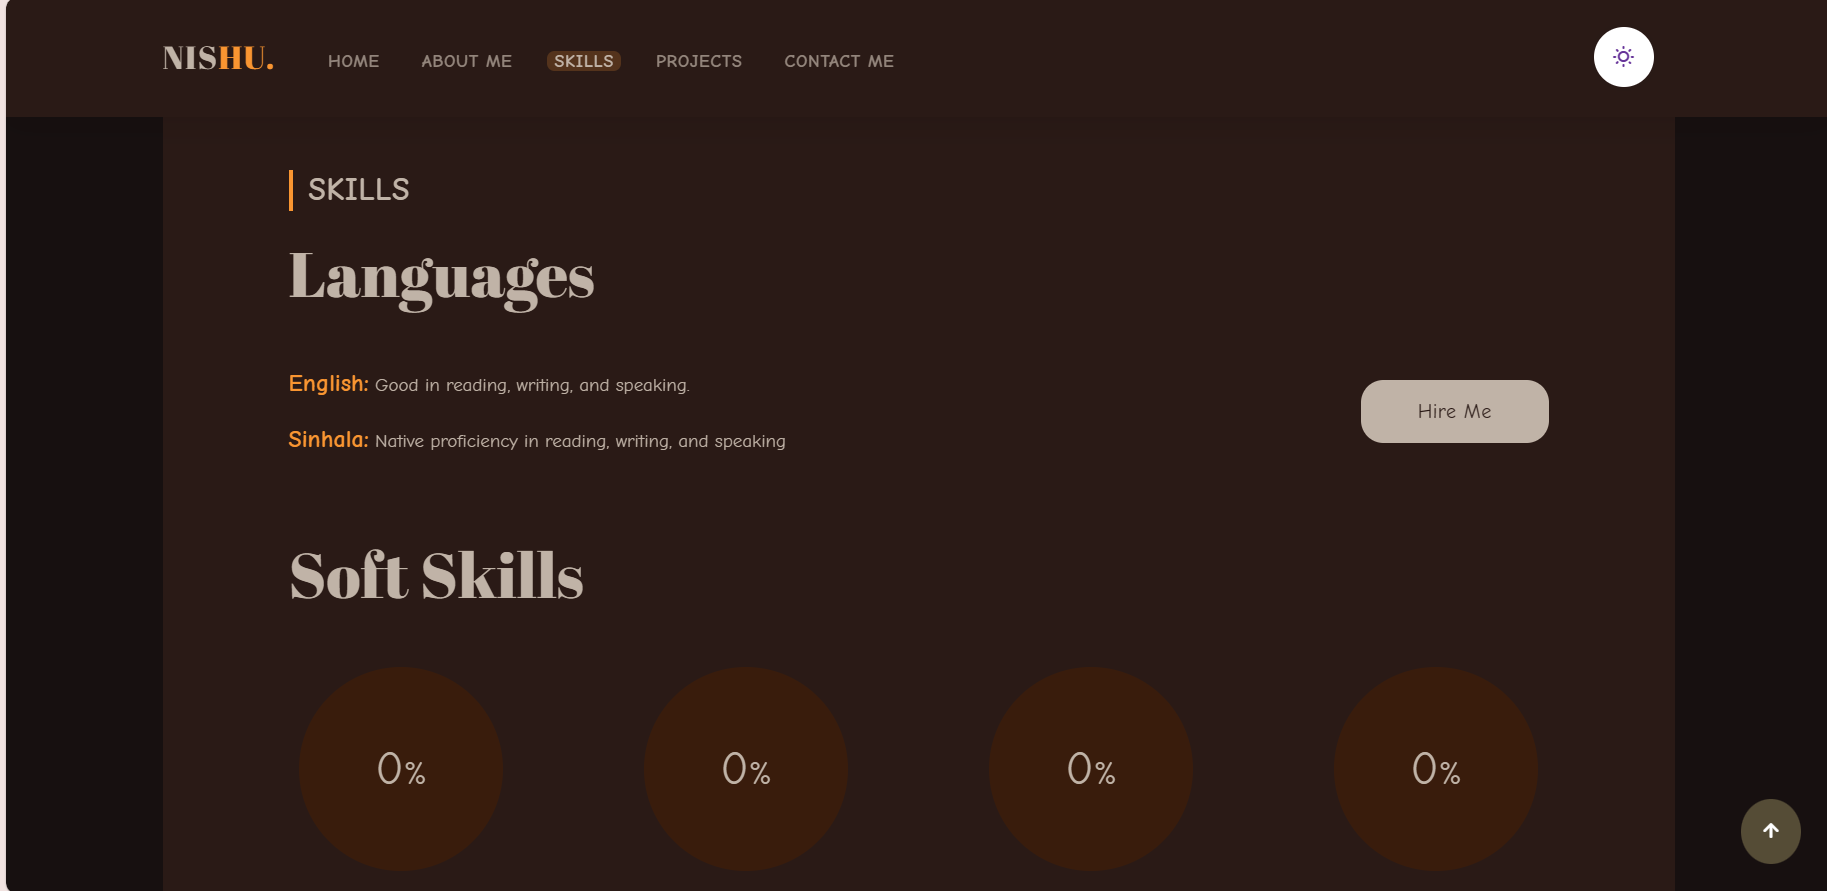 NISHU. HOME ABOUT ME SKILLS PROJECTS CONTACT ME
SKILLS
Languages
English: Good in reading, writing, and speaking.
Hire Me
Sinhala: Native proficiency in reading, writing, and speaking
Soft Skills
0% 0% 0% 0%